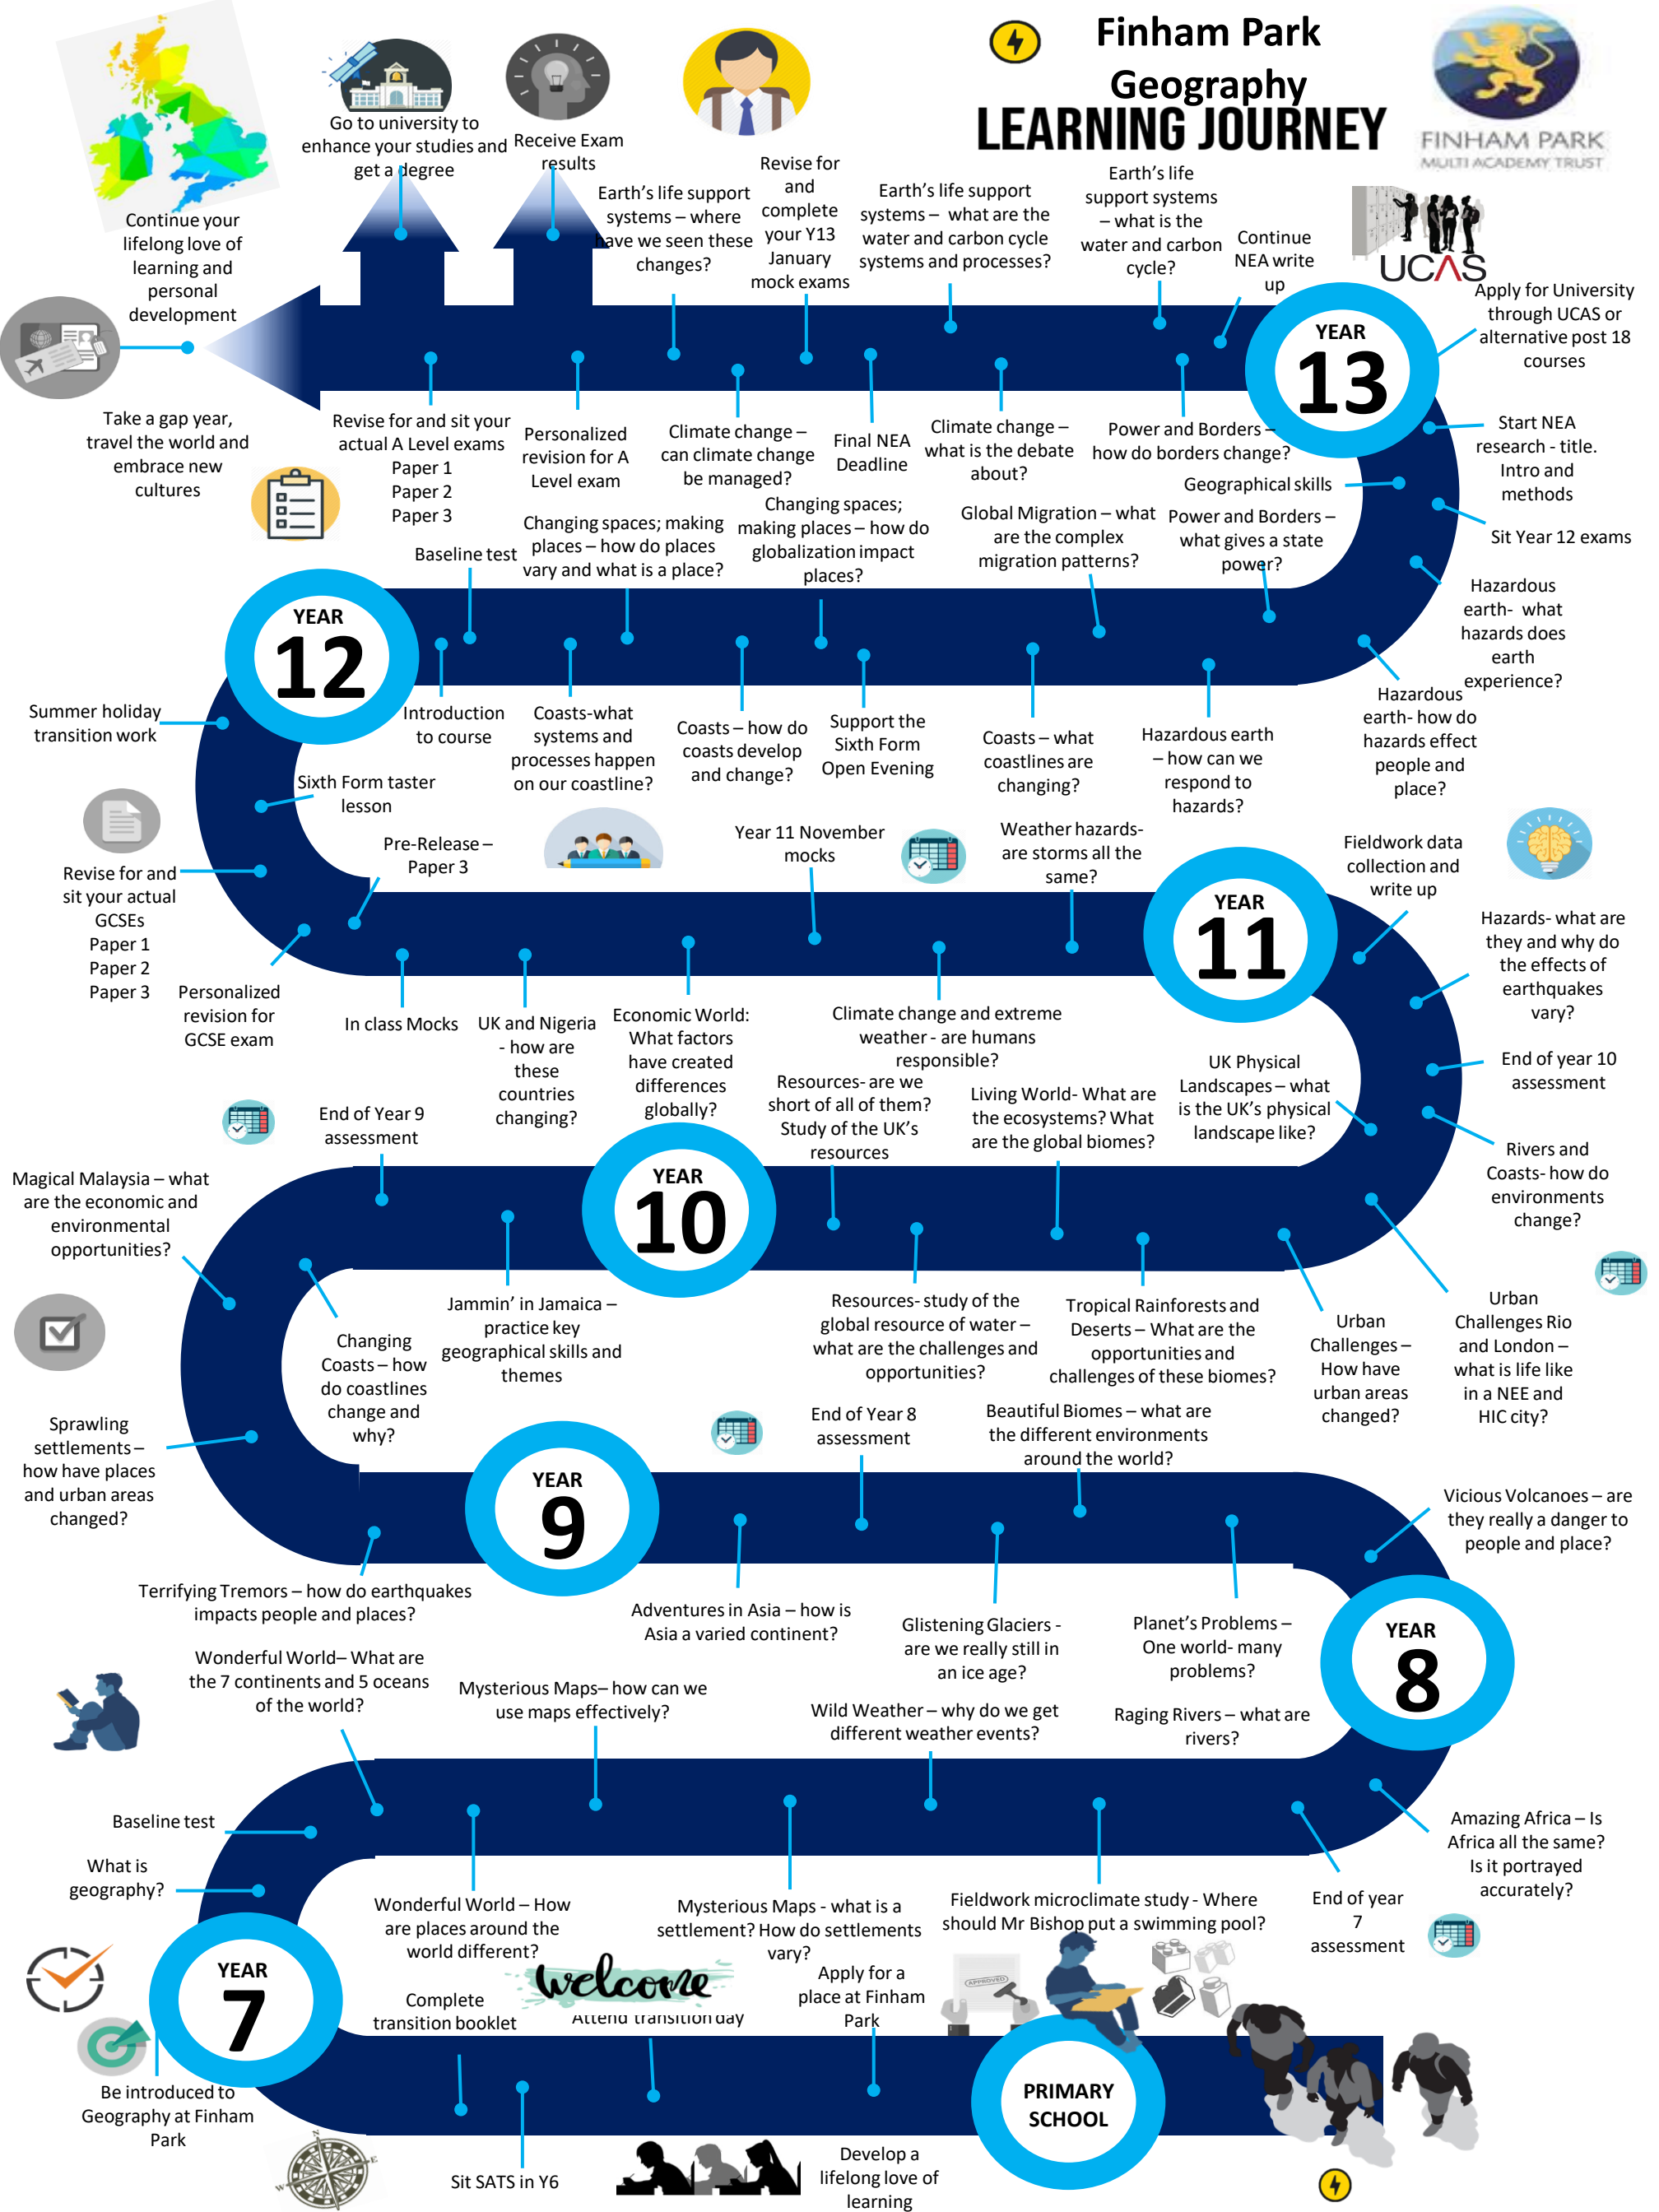 Finham Park
Geography
LEARNING JOURNEY
FINHAM PARK
MULTI ACADEMY TRUST
Go to university to
enhance your studies and
get a degree
Receive Exam
results
Continue your
lifelong love of
learning and
personal
development
Earth's life support
systems – where
have we seen these
changes?
Revise for
and
complete
your Y13
January
mock exams
Earth's life support
systems – what are the
water and carbon cycle
systems and processes?
Earth's life
support systems
– what is the
water and carbon
cycle?
Continue
NEA write
up
UCAS
Apply for University
through UCAS or
alternative post 18
courses
YEAR
13
Take a gap year,
travel the world and
embrace new
cultures
Revise for and sit your
actual A Level exams
Paper 1
Paper 2
Paper 3
Personalized
revision for A
Level exam
Climate change –
can climate change
be managed?
Final NEA
Deadline
Climate change –
what is the debate
about?
Power and Borders –
how do borders change?
Start NEA
research - title.
Intro and
methods
Geographical skills
Sit Year 12 exams
Baseline test
Changing spaces; making
places – how do places
vary and what is a place?
Changing spaces;
making places – how do
globalization impact
places?
Global Migration – what
are the complex
migration patterns?
Power and Borders –
what gives a state
power?
Hazardous
earth- what
hazards does
earth
experience?
YEAR
12
Summer holiday
transition work
Introduction
to course
Coasts-what
systems and
processes happen
on our coastline?
Coasts – how do
coasts develop
and change?
Support the
Sixth Form
Open Evening
Coasts – what
coastlines are
changing?
Hazardous earth
– how can we
respond to
hazards?
Hazardous
earth- how do
hazards effect
people and
place?
Sixth Form taster
lesson
Revise for and
sit your actual
GCSEs
Paper 1
Paper 2
Paper 3
Pre-Release –
Paper 3
Year 11 November
mocks
Weather hazards-
are storms all the
same?
YEAR
11
Fieldwork data
collection and
write up
Hazards- what are
they and why do
the effects of
earthquakes
vary?
Personalized
revision for
GCSE exam
In class Mocks
UK and Nigeria
- how are
these
countries
changing?
Economic World:
What factors
have created
differences
globally?
Climate change and extreme
weather - are humans
responsible?
End of year 10
assessment
Resources- are we
short of all of them?
Study of the UK's
resources
Living World- What are
the ecosystems? What
are the global biomes?
UK Physical
Landscapes – what
is the UK's physical
landscape like?
Rivers and
Coasts- how do
environments
change?
End of Year 9
assessment
YEAR
10
Magical Malaysia – what
are the economic and
environmental
opportunities?
Changing
Coasts – how
do coastlines
change and
why?
Jammin' in Jamaica –
practice key
geographical skills and
themes
Resources- study of the
global resource of water –
what are the challenges and
opportunities?
Tropical Rainforests and
Deserts – What are the
opportunities and
challenges of these biomes?
Urban
Challenges –
How have
urban areas
changed?
Urban
Challenges Rio
and London –
what is life like
in a NEE and
HIC city?
Sprawling
settlements –
how have places
and urban areas
changed?
YEAR
9
End of Year 8
assessment
Beautiful Biomes – what are
the different environments
around the world?
Vicious Volcanoes – are
they really a danger to
people and place?
Terrifying Tremors – how do earthquakes
impacts people and places?
Adventures in Asia – how is
Asia a varied continent?
Glistening Glaciers -
are we really still in
an ice age?
Planet's Problems –
One world- many
problems?
YEAR
8
Wonderful World– What are
the 7 continents and 5 oceans
of the world?
Mysterious Maps– how can we
use maps effectively?
Wild Weather – why do we get
different weather events?
Raging Rivers – what are
rivers?
Baseline test
What is
geography?
Amazing Africa – Is
Africa all the same?
Is it portrayed
accurately?
Wonderful World – How
are places around the
world different?
Mysterious Maps - what is a
settlement? How do settlements
vary?
Fieldwork microclimate study - Where
should Mr Bishop put a swimming pool?
End of year
7
assessment
YEAR
7
Complete
transition booklet
welcome
Attend transition day
Apply for a
place at Finham
Park
APPROVED
Be introduced to
Geography at Finham
Park
PRIMARY
SCHOOL
N
E
W
Sit SATS in Y6
Develop a
lifelong love of
learning